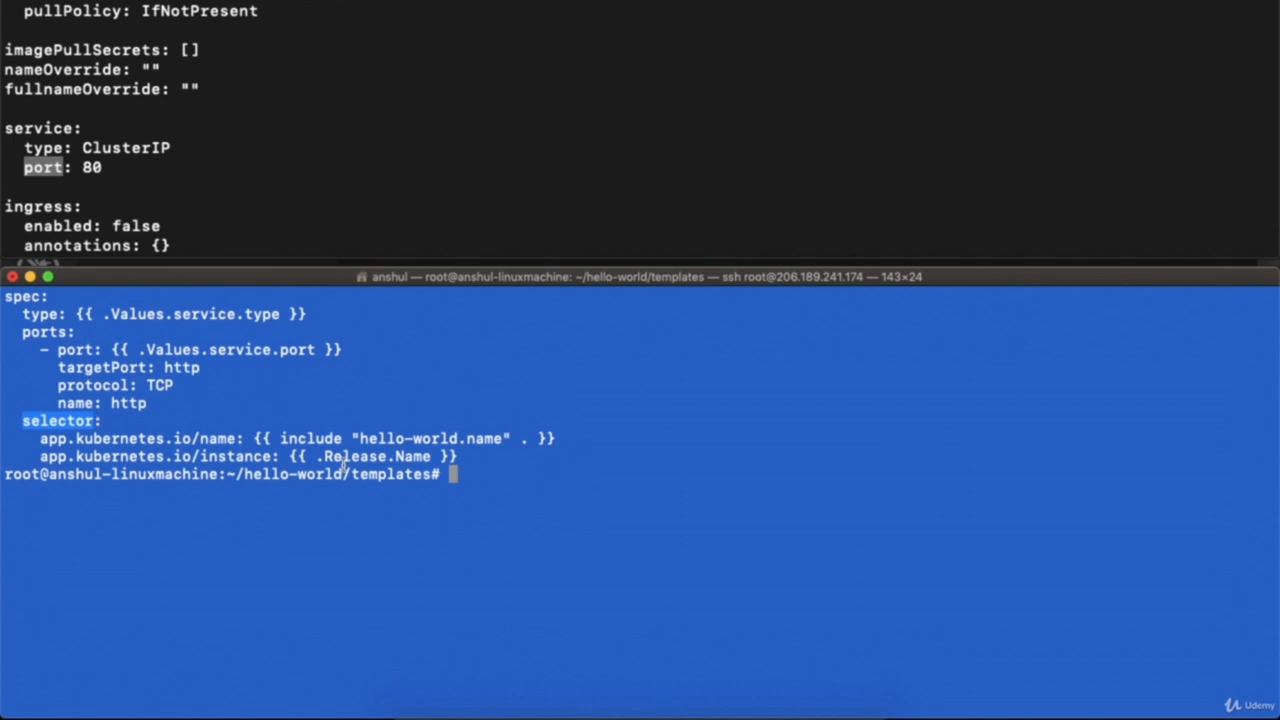 pullPolicy: IfNotPresent
imagePullSecrets: []
nameOverride: ""
fullnameOverride: ""
service:
type: ClusterIP
port: 80
ingress:
enabled: false
annotations: {}
anshul — root@anshul-linuxmachine: ~/hello-world/templates — ssh root@206.189.241.174 — 143×24
spec:
type: {{ .Values.service.type }}
ports:
- port: {{ .Values.service.port }}
targetPort: http
protocol: TCP
name: http
selector:
app.kubernetes.io/name: {{ include "hello-world.name" . }}
app.kubernetes.io/instance: {{ .Release.Name }}
root@anshul-linuxmachine:~/hello-world/templates#
Udemy